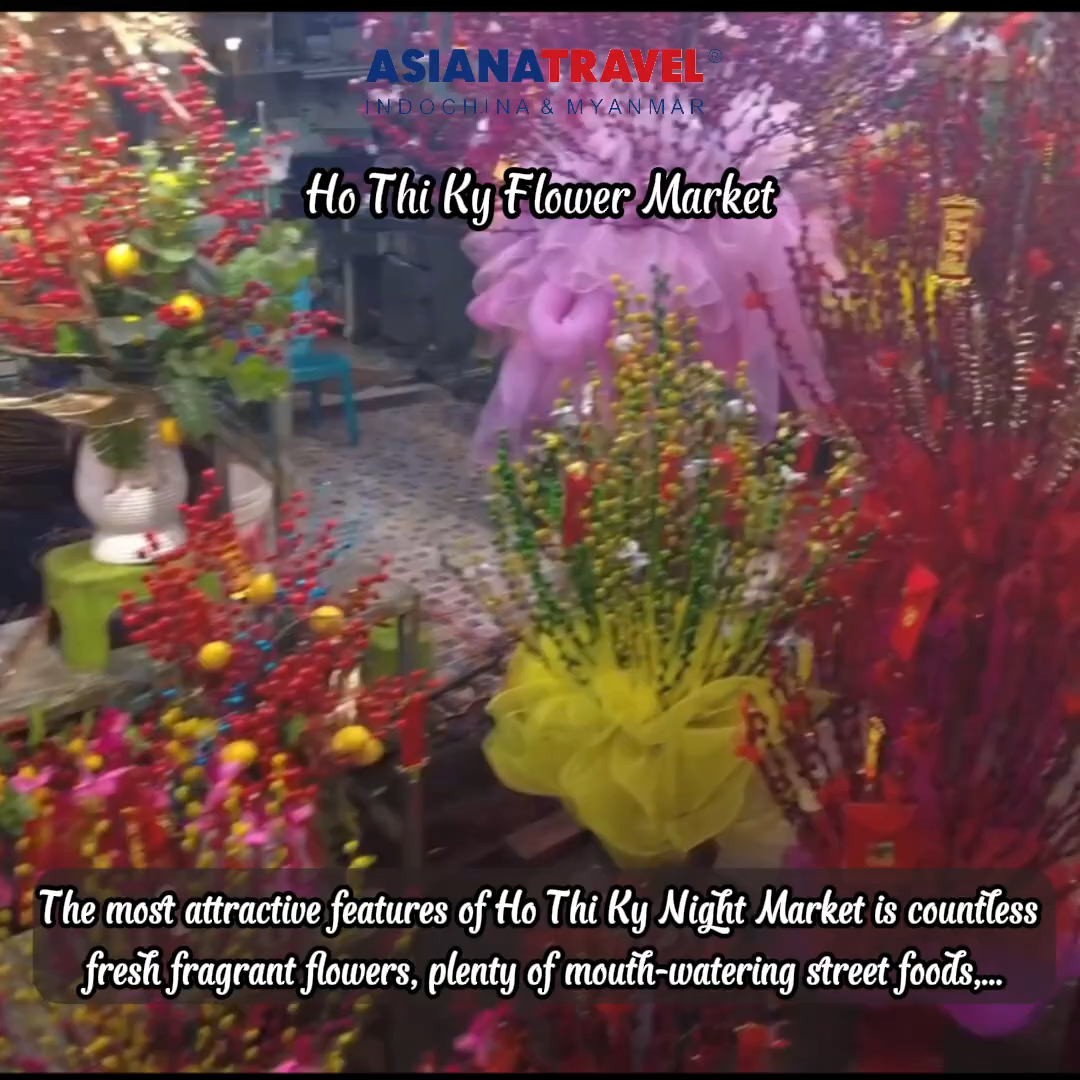 ASIANATRAVEL®
INDOCHINA & MYANMAR
Ho Thi Ky Flower Market
The most attractive features of Ho Thi Ky Night Market is countless
fresh fragrant flowers, plenty of mouth-watering street foods,...